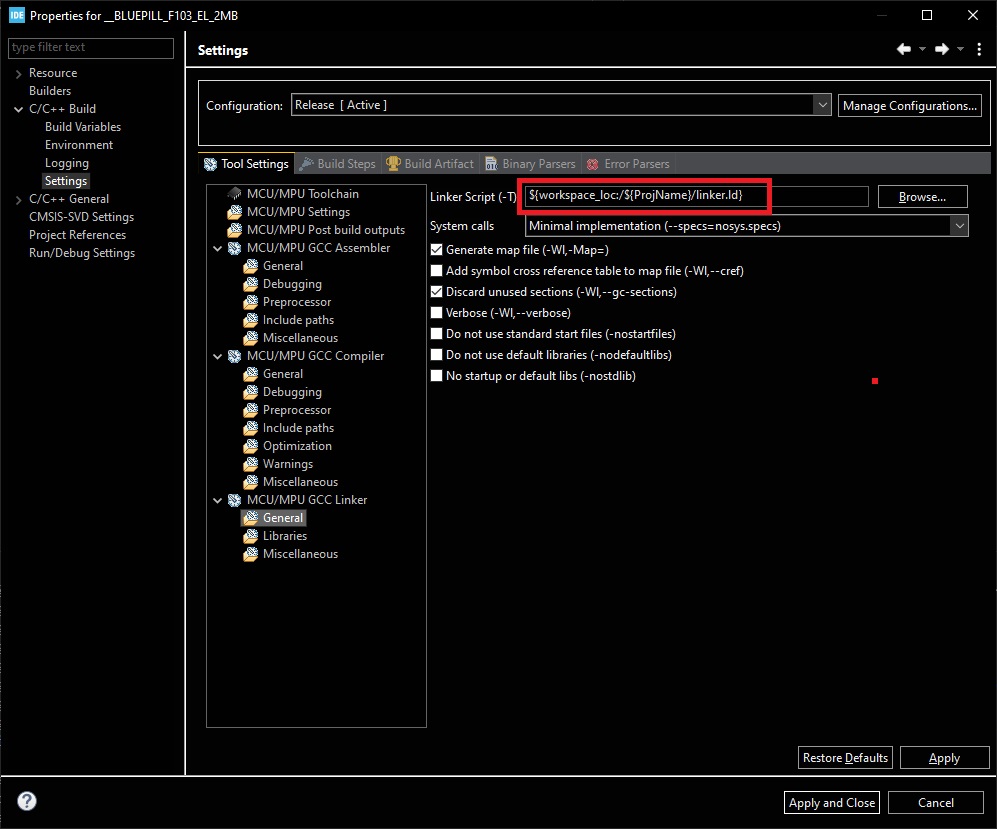 IDE Properties for __BLUEPILL_F103_EL_2MB
type filter text
Resource
Builders
C/C++ Build
Build Variables
Environment
Logging
Settings
C/C++ General
CMSIS-SVD Settings
Project References
Run/Debug Settings
Settings
Configuration: Release [ Active ] Manage Configurations...
Tool Settings Build Steps Build Artifact Binary Parsers Error Parsers
MCU/MPU Toolchain
MCU/MPU Settings
MCU/MPU Post build outputs
MCU/MPU GCC Assembler
General
Debugging
Preprocessor
Include paths
Miscellaneous
MCU/MPU GCC Compiler
General
Debugging
Preprocessor
Include paths
Optimization
Warnings
Miscellaneous
MCU/MPU GCC Linker
General
Libraries
Miscellaneous
Linker Script (-T) ${workspace_loc:/${ProjName}/linker.ld} Browse...
System calls Minimal implementation (--specs=nosys.specs)
Generate map file (-Wl,-Map=)
Add symbol cross reference table to map file (-Wl,--cref)
Discard unused sections (-Wl,--gc-sections)
Verbose (-Wl,--verbose)
Do not use standard start files (-nostartfiles)
Do not use default libraries (-nodefaultlibs)
No startup or default libs (-nostdlib)
Restore Defaults Apply
? Apply and Close Cancel